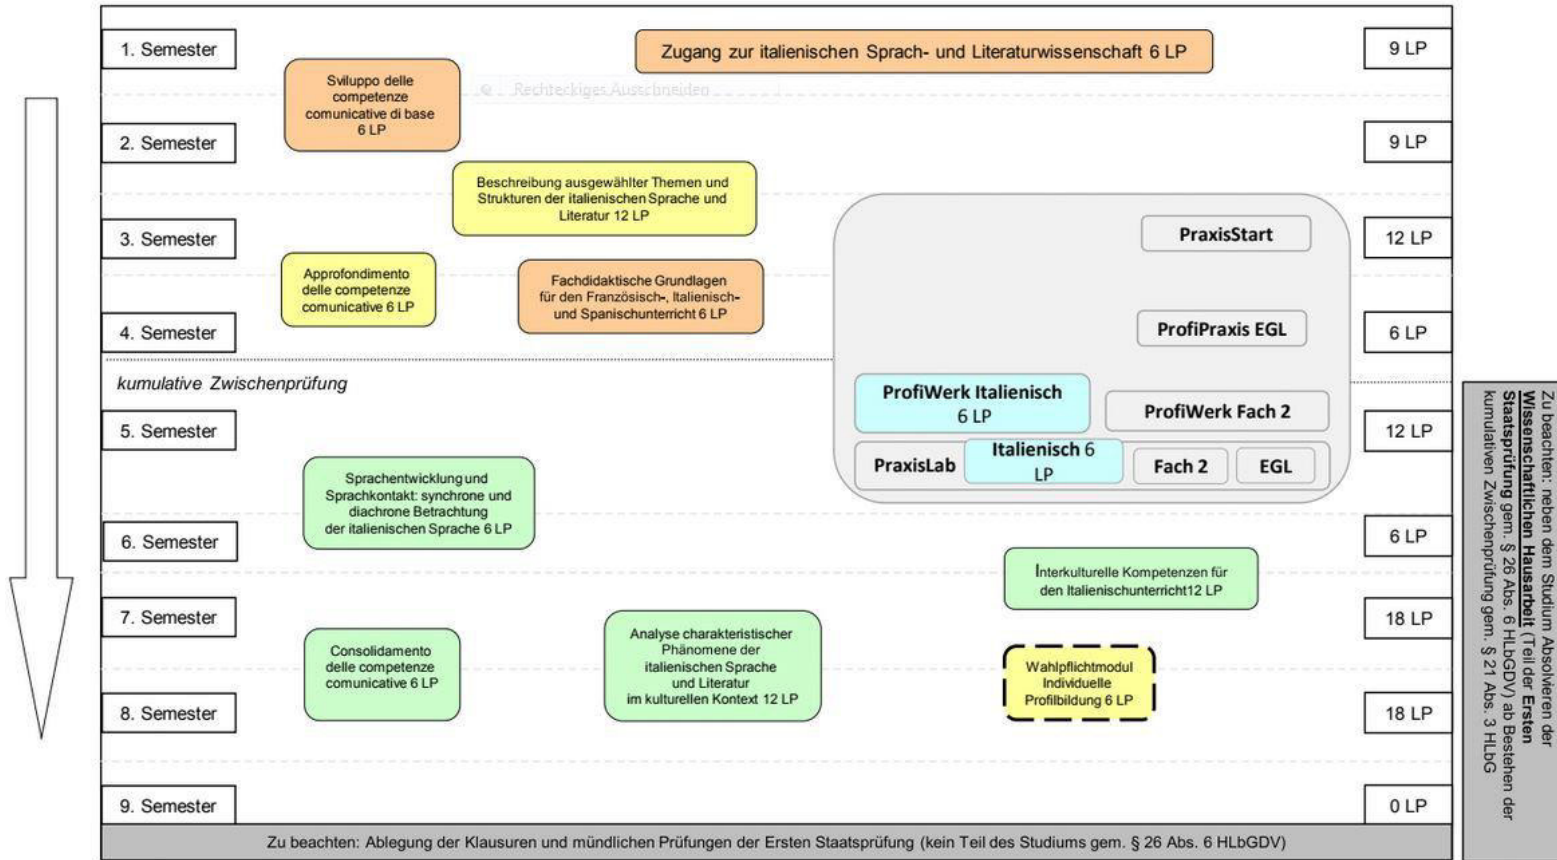 1. Semester
Zugang zur italienischen Sprach- und Literaturwissenschaft 6 LP
9 LP
Sviluppo delle
competenze
comunicative di base
6 LP
Rechteckiges Ausschneiden
2. Semester
9 LP
Beschreibung ausgewählter Themen und
Strukturen der italienischen Sprache und
Literatur 12 LP
3. Semester
PraxisStart
12 LP
Approfondimento
delle competenze
comunicative 6 LP
Fachdidaktische Grundlagen
für den Französisch-, Italienisch-
und Spanischunterricht 6 LP
4. Semester
ProfiPraxis EGL
6 LP
kumulative Zwischenprüfung
ProfiWerk Italienisch
6 LP
ProfiWerk Fach 2
5. Semester
12 LP
PraxisLab
Italienisch 6
LP
Fach 2
EGL
Sprachentwicklung und
Sprachkontakt: synchrone und
diachrone Betrachtung
der italienischen Sprache 6 LP
6. Semester
6 LP
Interkulturelle Kompetenzen für
den Italienischunterricht12 LP
7. Semester
18 LP
Consolidamento
delle competenze
comunicative 6 LP
Analyse charakteristischer
Phänomene der
italienischen Sprache
und Literatur
im kulturellen Kontext 12 LP
Wahlpflichtmodul
Individuelle
Profilbildung 6 LP
8. Semester
18 LP
9. Semester
0 LP
Zu beachten: Ablegung der Klausuren und mündlichen Prüfungen der Ersten Staatsprüfung (kein Teil des Studiums gem. § 26 Abs. 6 HLbGDV)
Zu beachten: neben dem Studium Absolvieren der
Wissenschaftlichen Hausarbeit (Teil der Ersten
Staatsprüfung gem. § 26 Abs. 6 HLbGDV) ab Bestehen der
kumulativen Zwischenprüfung gem. § 21 Abs. 3 HLbG